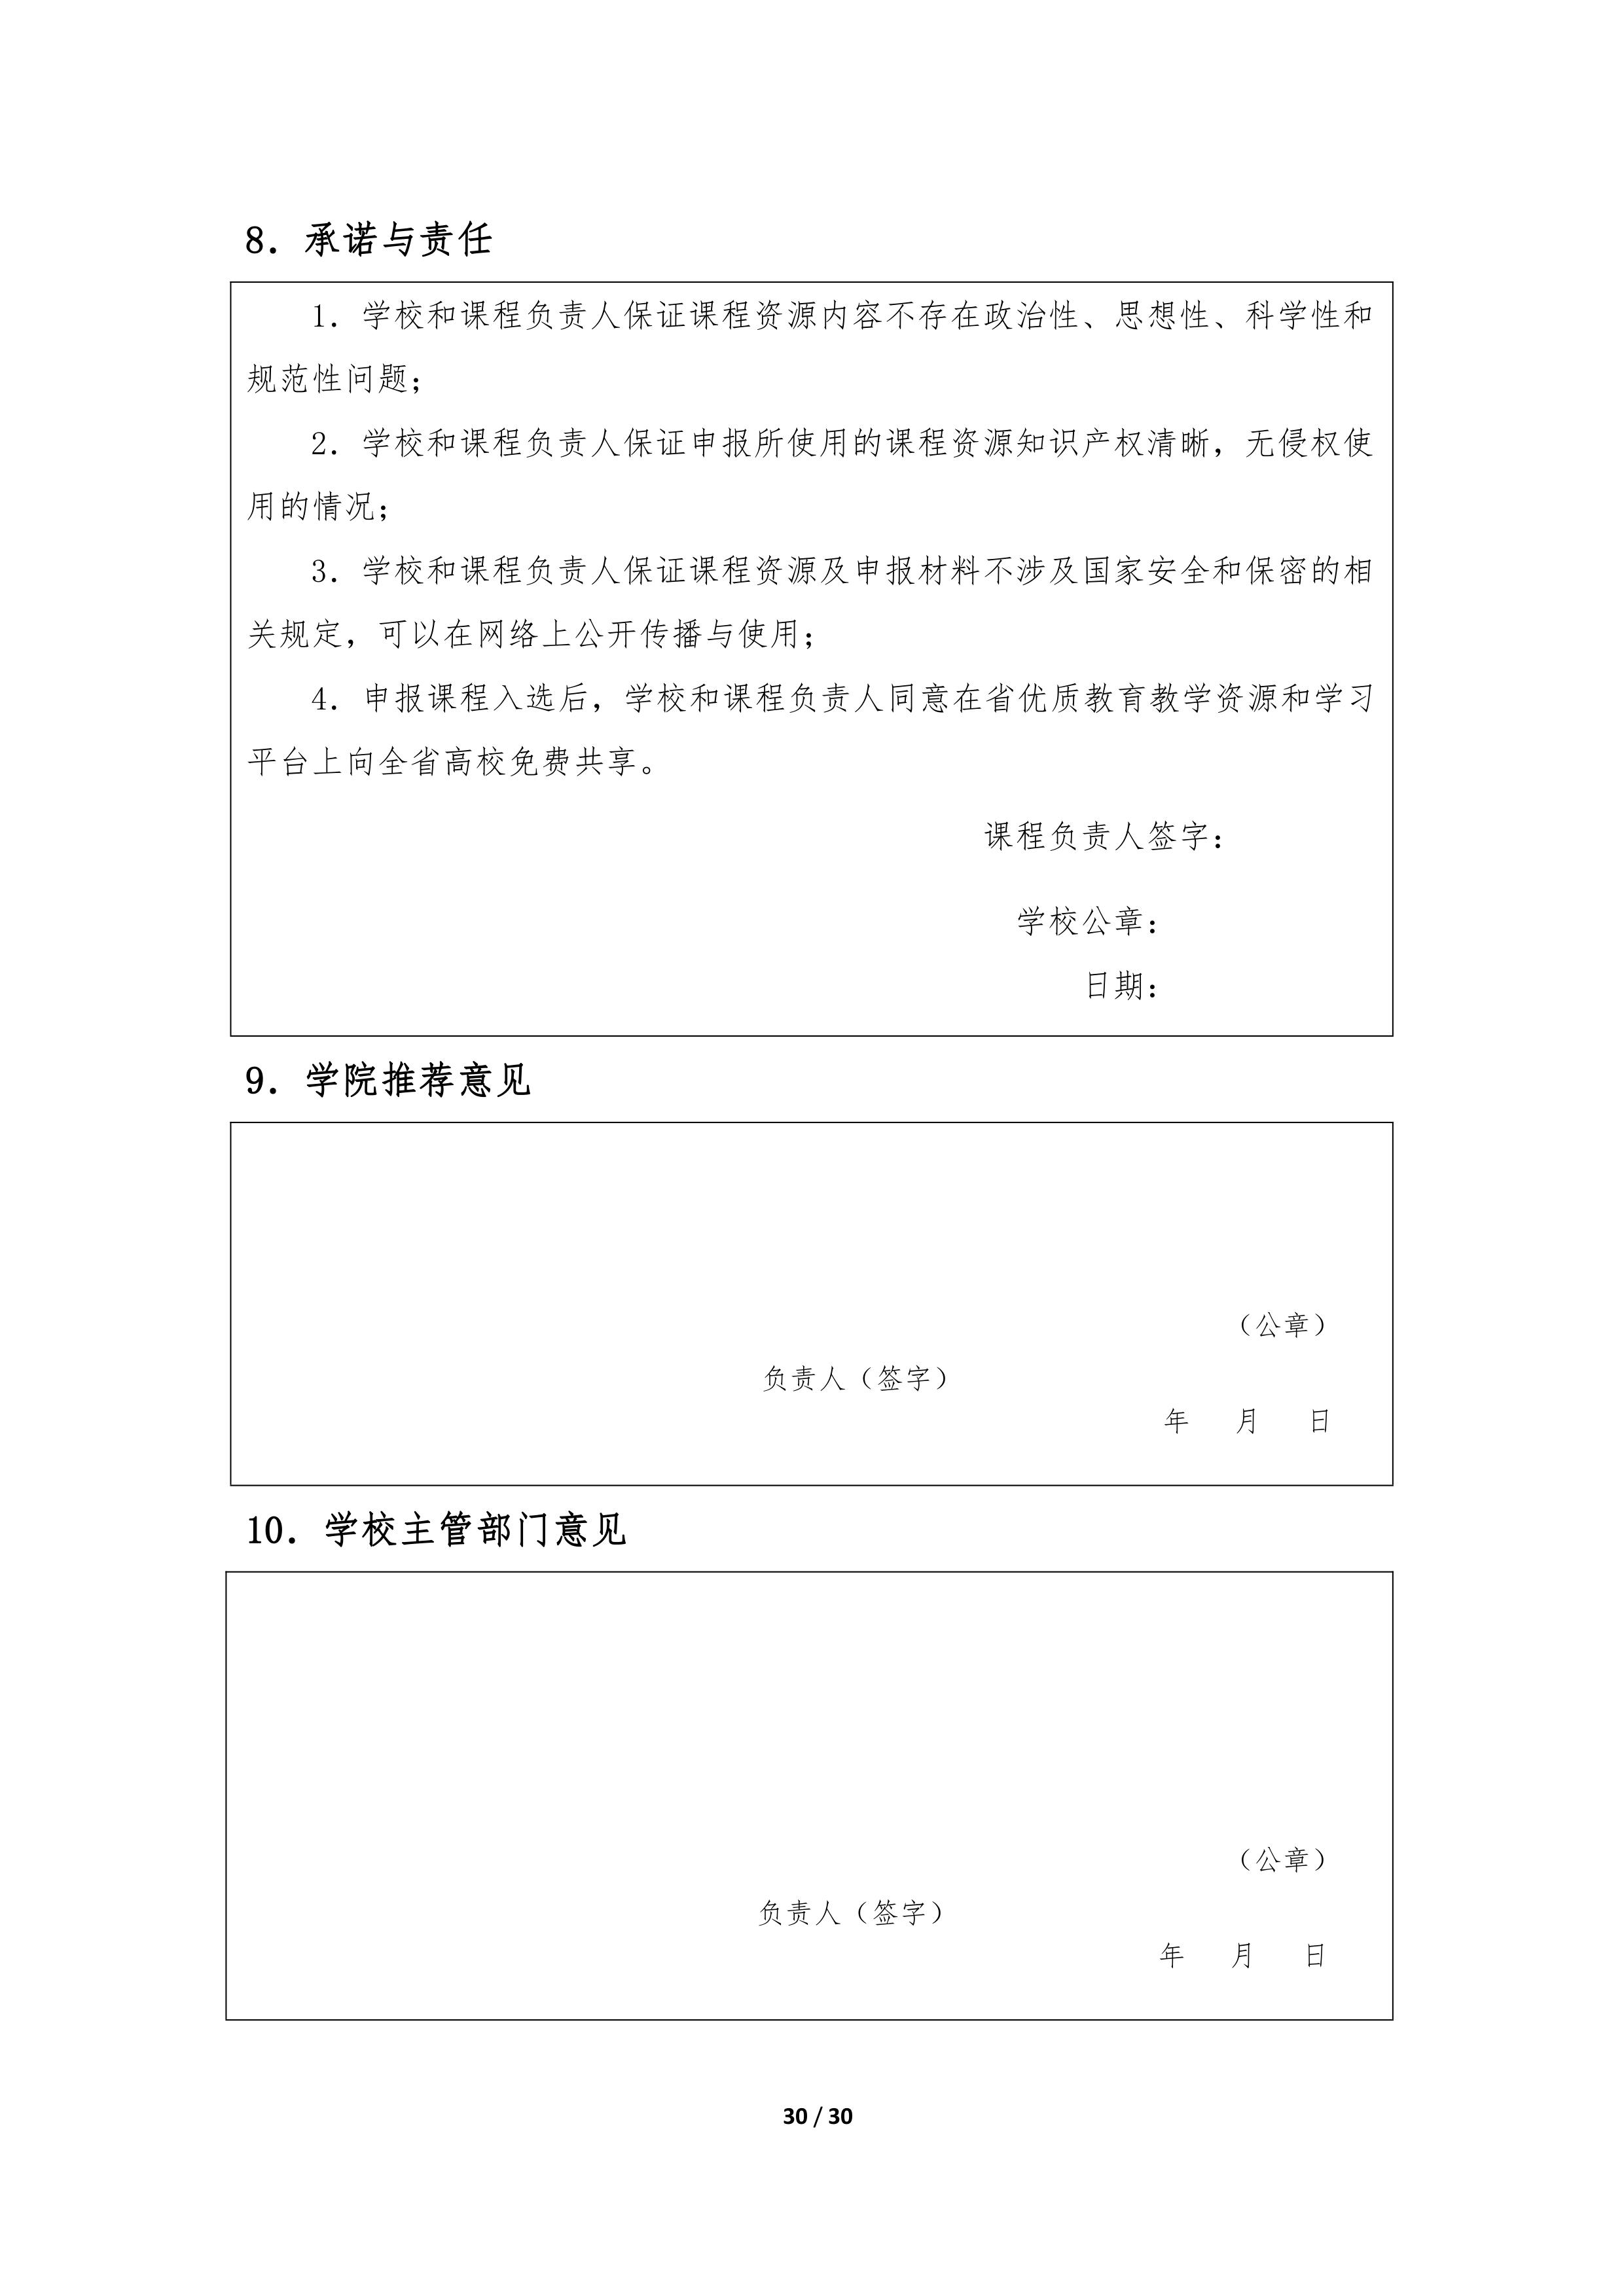 8．承诺与责任
1．学校和课程负责人保证课程资源内容不存在政治性、思想性、科学性和
规范性问题；
2．学校和课程负责人保证申报所使用的课程资源知识产权清晰，无侵权使
用的情况；
3．学校和课程负责人保证课程资源及申报材料不涉及国家安全和保密的相
关规定，可以在网络上公开传播与使用；
4．申报课程入选后，学校和课程负责人同意在省优质教育教学资源和学习
平台上向全省高校免费共享。
课程负责人签字：
学校公章：
日期：
9．学院推荐意见
（公章）
负责人（签字）
年 月 日
10．学校主管部门意见
（公章）
负责人（签字）
年 月 日
30 / 30